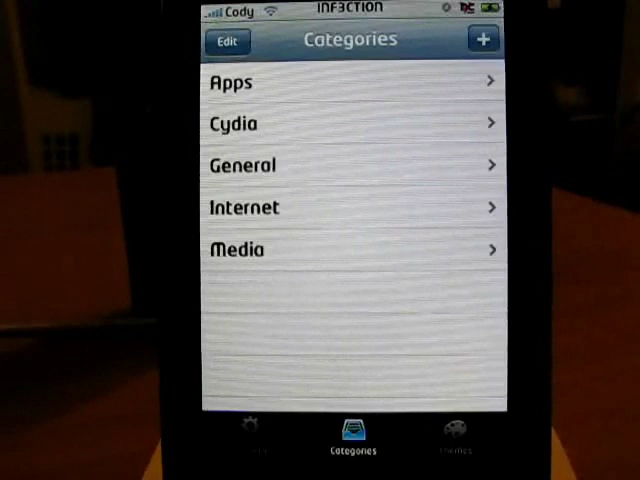 Cody INF3CTION
Edit Categories +
Apps
Cydia
General
Internet
Media
Categories Themes